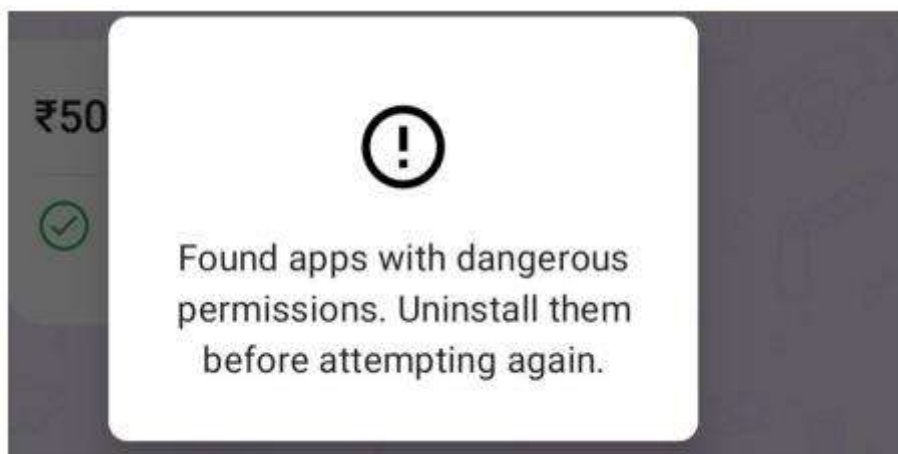 ₹50
Found apps with dangerous
permissions. Uninstall them
before attempting again.